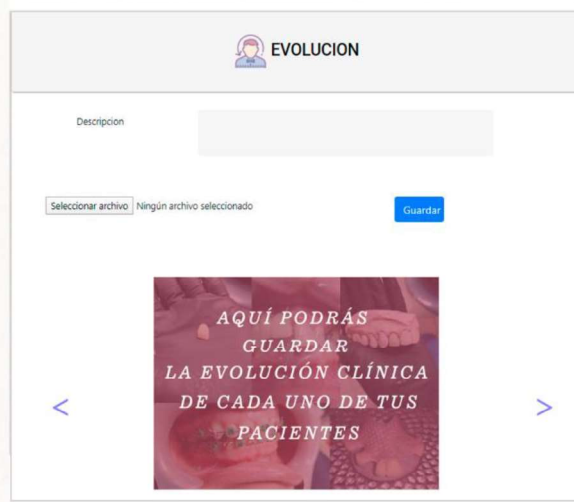 EVOLUCION
Descripcion
Seleccionar archivo Ningún archivo seleccionado
Guardar
AQUÍ PODRÁS
GUARDAR
LA EVOLUCIÓN CLÍNICA
DE CADA UNO DE TUS
PACIENTES
< >